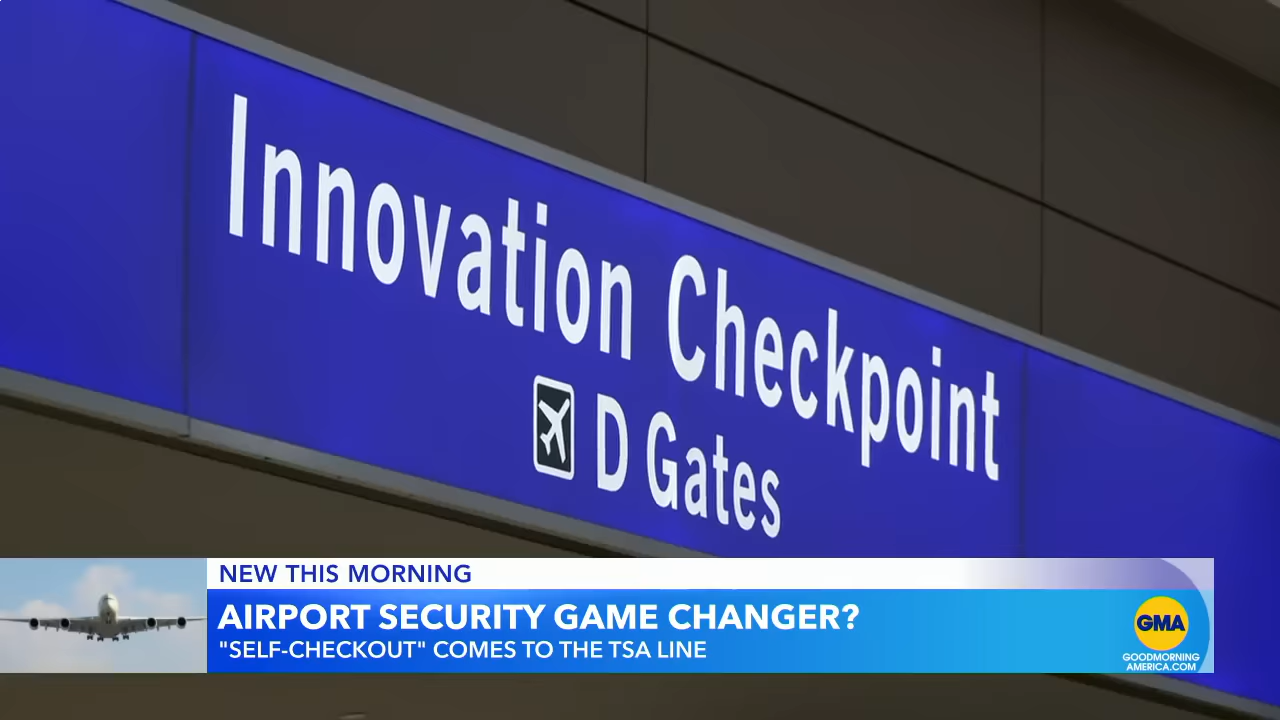 Innovation Checkpoint
D Gates
NEW THIS MORNING
AIRPORT SECURITY GAME CHANGER?
"SELF-CHECKOUT" COMES TO THE TSA LINE
GMA
GOODMORNING
AMERICA.COM